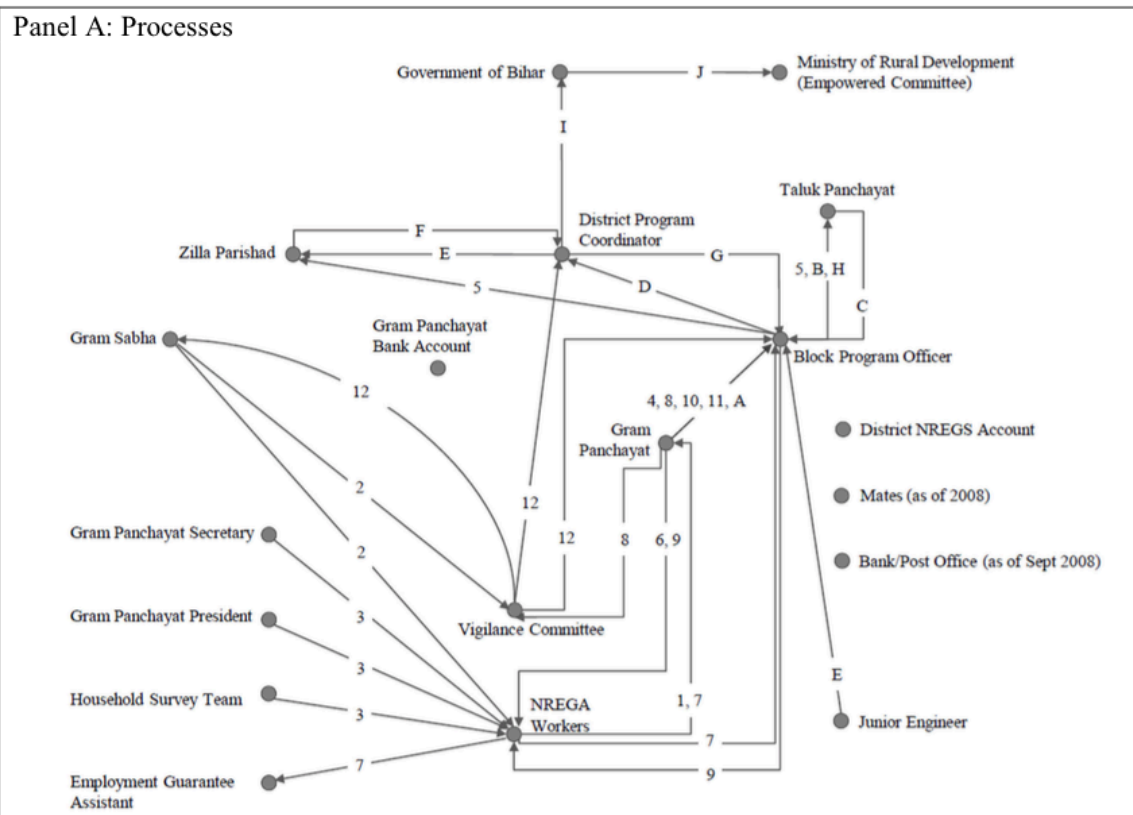 Panel A: Processes
Government of Bihar
J
Ministry of Rural Development
(Empowered Committee)
I
Taluk Panchayat
District Program
Coordinator
F
Zilla Parishad
E
G
5, B, H
D
5
C
Gram Panchayat
Bank Account
Gram Sabha
Block Program Officer
12
4, 8, 10, 11, A
Gram
Panchayat
District NREGS Account
2
Mates (as of 2008)
12
Gram Panchayat Secretary
12
8
6, 9
2
Bank/Post Office (as of Sept 2008)
Gram Panchayat President
3
Vigilance Committee
3
E
Household Survey Team
NREGA
Workers
1, 7
3
Junior Engineer
7
7
9
Employment Guarantee
Assistant